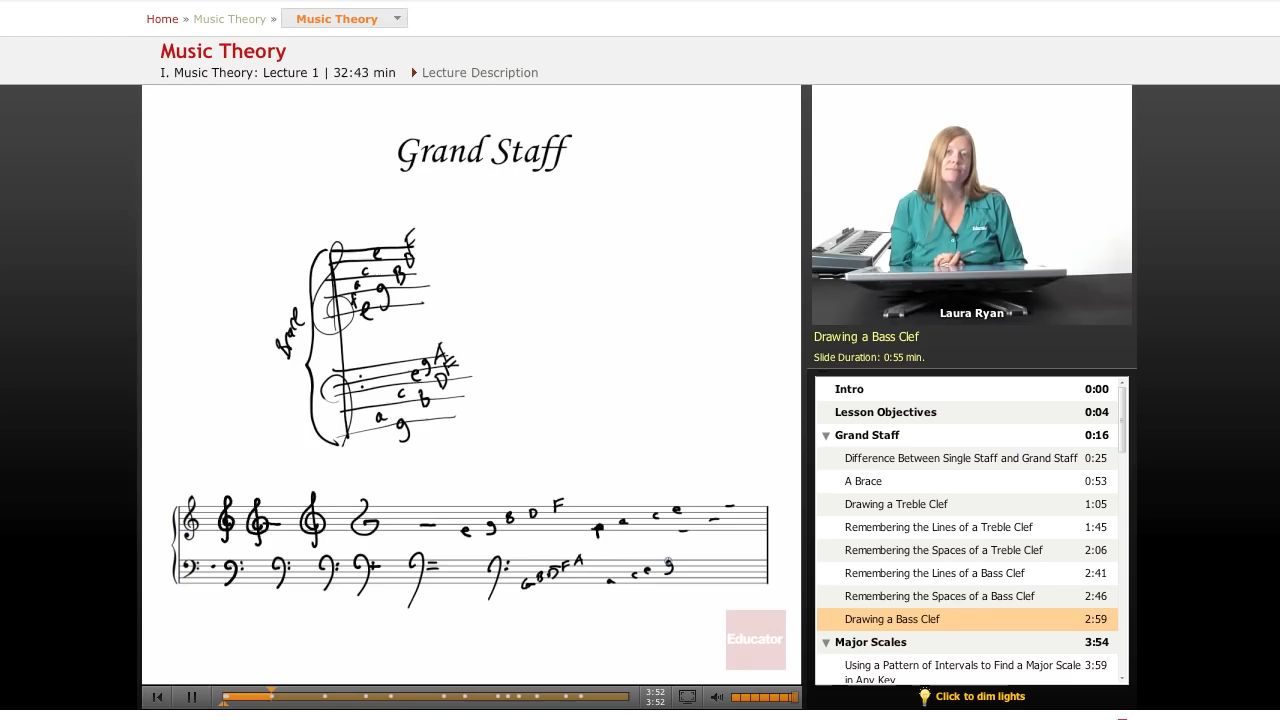 Home » Music Theory » Music Theory
Music Theory
I. Music Theory: Lecture 1 | 32:43 min Lecture Description
Grand Staff
Brace
e F
c D
a B
F g
e
g A
e F
c D
a B
g
e g B D F
F a c e
G B D F A
a c e g
Educator
Laura Ryan
Drawing a Bass Clef
Slide Duration: 0:55 min.
Intro 0:00
Lesson Objectives 0:04
Grand Staff 0:16
Difference Between Single Staff and Grand Staff 0:25
A Brace 0:53
Drawing a Treble Clef 1:05
Remembering the Lines of a Treble Clef 1:45
Remembering the Spaces of a Treble Clef 2:06
Remembering the Lines of a Bass Clef 2:41
Remembering the Spaces of a Bass Clef 2:46
Drawing a Bass Clef 2:59
Major Scales 3:54
Using a Pattern of Intervals to Find a Major Scale 3:59
in Any Key
3:52
3:52
Click to dim lights